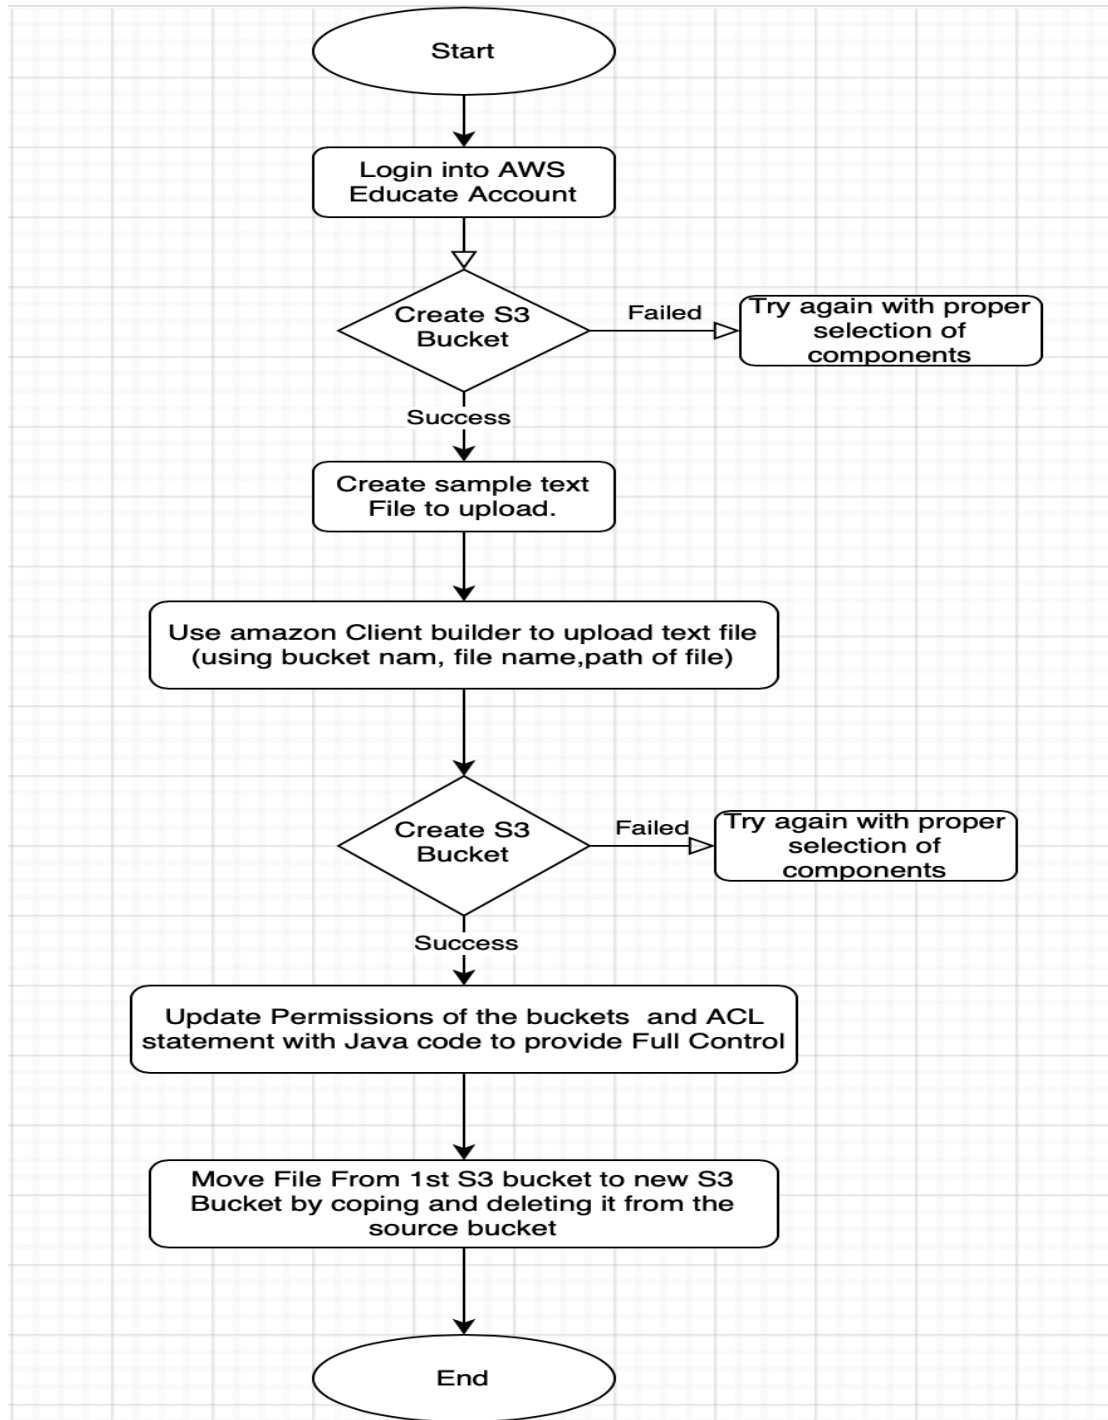 Start
Login into AWS
Educate Account
Create S3
Bucket
Failed
Try again with proper
selection of
components
Success
Create sample text
File to upload.
Use amazon Client builder to upload text file
(using bucket nam, file name,path of file)
Create S3
Bucket
Failed
Try again with proper
selection of
components
Success
Update Permissions of the buckets  and ACL
statement with Java code to provide Full Control
Move File From 1st S3 bucket to new S3
Bucket by coping and deleting it from the
source bucket
End